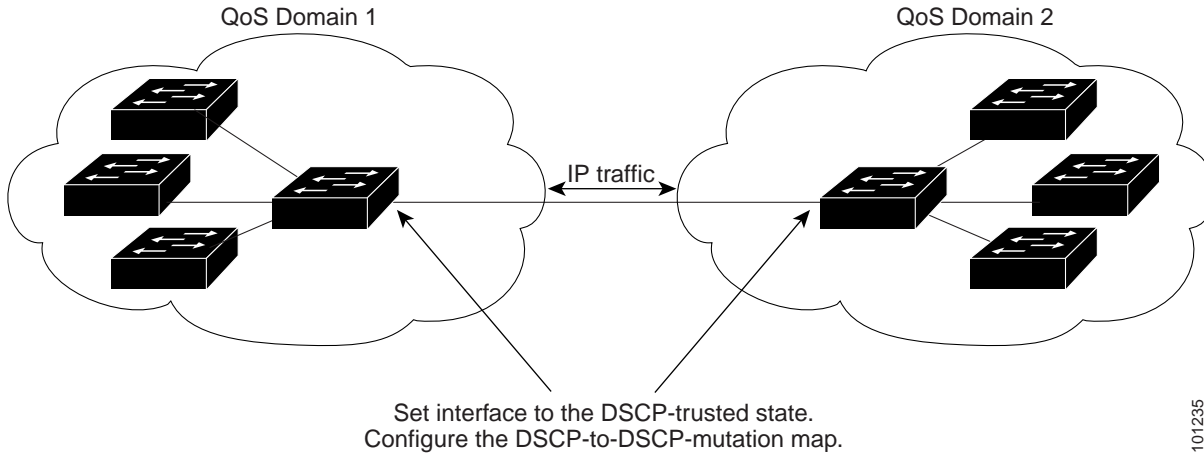 QoS Domain 1
QoS Domain 2
IP traffic
Set interface to the DSCP-trusted state.
Configure the DSCP-to-DSCP-mutation map.
101235